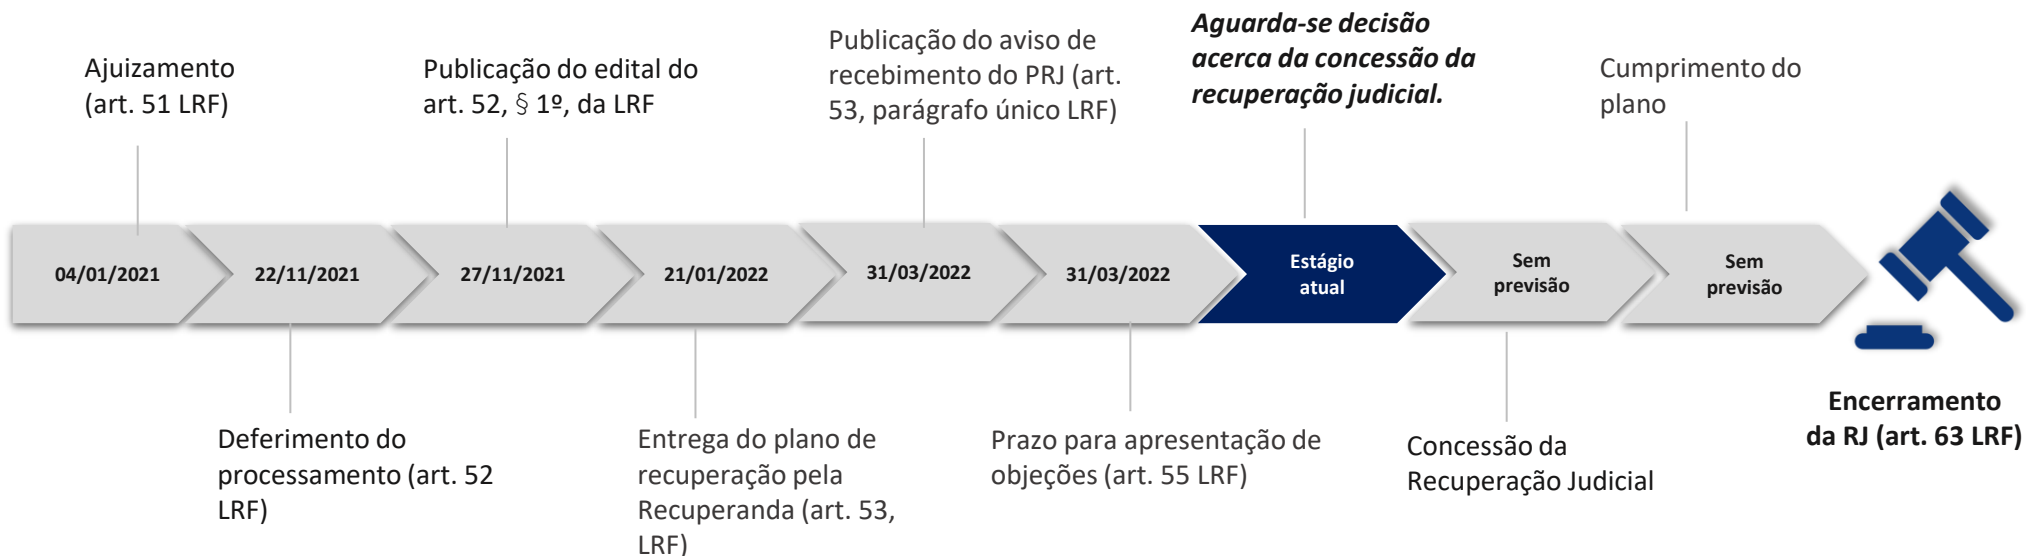 Ajuizamento
(art. 51 LRF)
Publicação do edital do
art. 52, § 1º, da LRF
Publicação do aviso de
recebimento do PRJ (art.
53, parágrafo único LRF)
Aguarda-se decisão
acerca da concessão da
recuperação judicial.
Cumprimento do
plano
04/01/2021
22/11/2021
27/11/2021
21/01/2022
31/03/2022
31/03/2022
Estágio
atual
Sem
previsão
Sem
previsão
Deferimento do
processamento (art. 52
LRF)
Entrega do plano de
recuperação pela
Recuperanda (art. 53,
LRF)
Prazo para apresentação de
objeções (art. 55 LRF)
Concessão da
Recuperação Judicial
Encerramento
da RJ (art. 63 LRF)